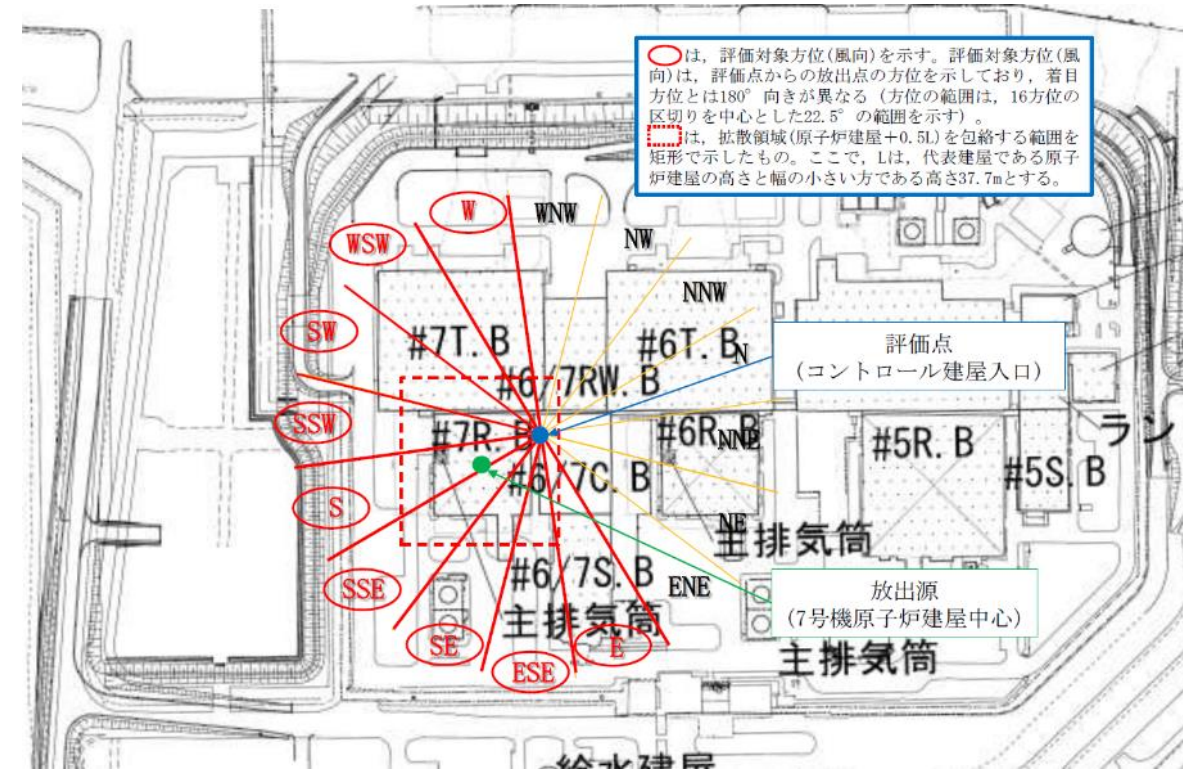 は，評価対象方位(風向)を示す。評価対象方位(風
向)は，評価点からの放出点の方位を示しており，着目
方位とは180°向きが異なる（方位の範囲は，16方位の
区切りを中心とした22.5°の範囲を示す）。
は，拡散領域(原子炉建屋＋0.5L)を包絡する範囲を
矩形で示したもの。ここで，Lは，代表建屋である原子
炉建屋の高さと幅の小さい方である高さ37.7mとする。
W
WNW
NW
WSW
NNW
SW
#7T.B
#6T.B
N
評価点
（コントロール建屋入口）
#6/7RW.B
SSW
#7R.B
#6R.B
NNE
#5R.B
ラン
#6/7C.B
#5S.B
S
NE
主排気筒
SSE
#6/7S.B
ENE
放出源
（7号機原子炉建屋中心）
主排気筒
SE
E
ESE
主排気筒
給水建屋